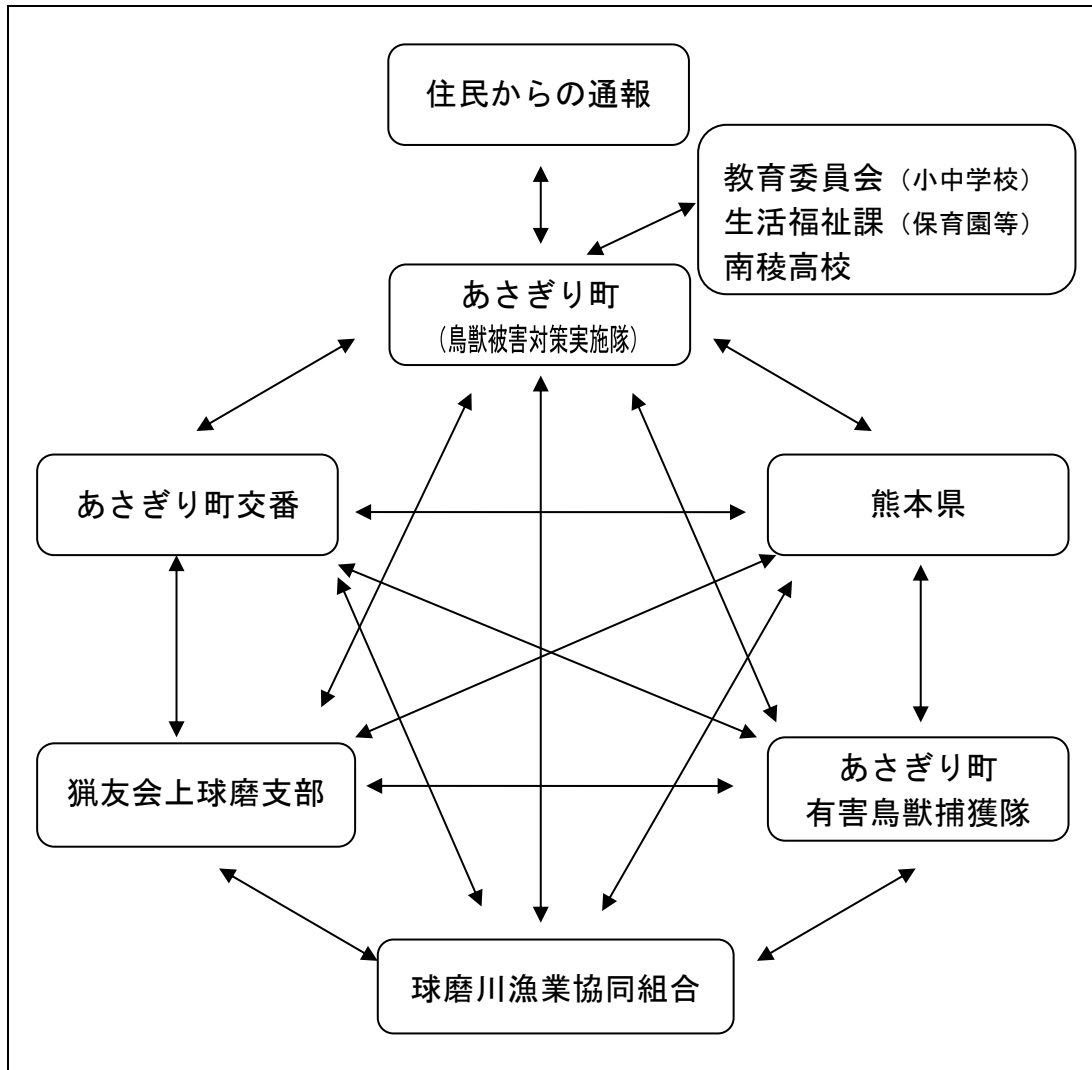 住民からの通報
教育委員会（小中学校）
生活福祉課（保育園等）
南稜高校
あさぎり町
（鳥獣被害対策実施隊）
あさぎり町交番
熊本県
猟友会上球磨支部
あさぎり町
有害鳥獣捕獲隊
球磨川漁業協同組合